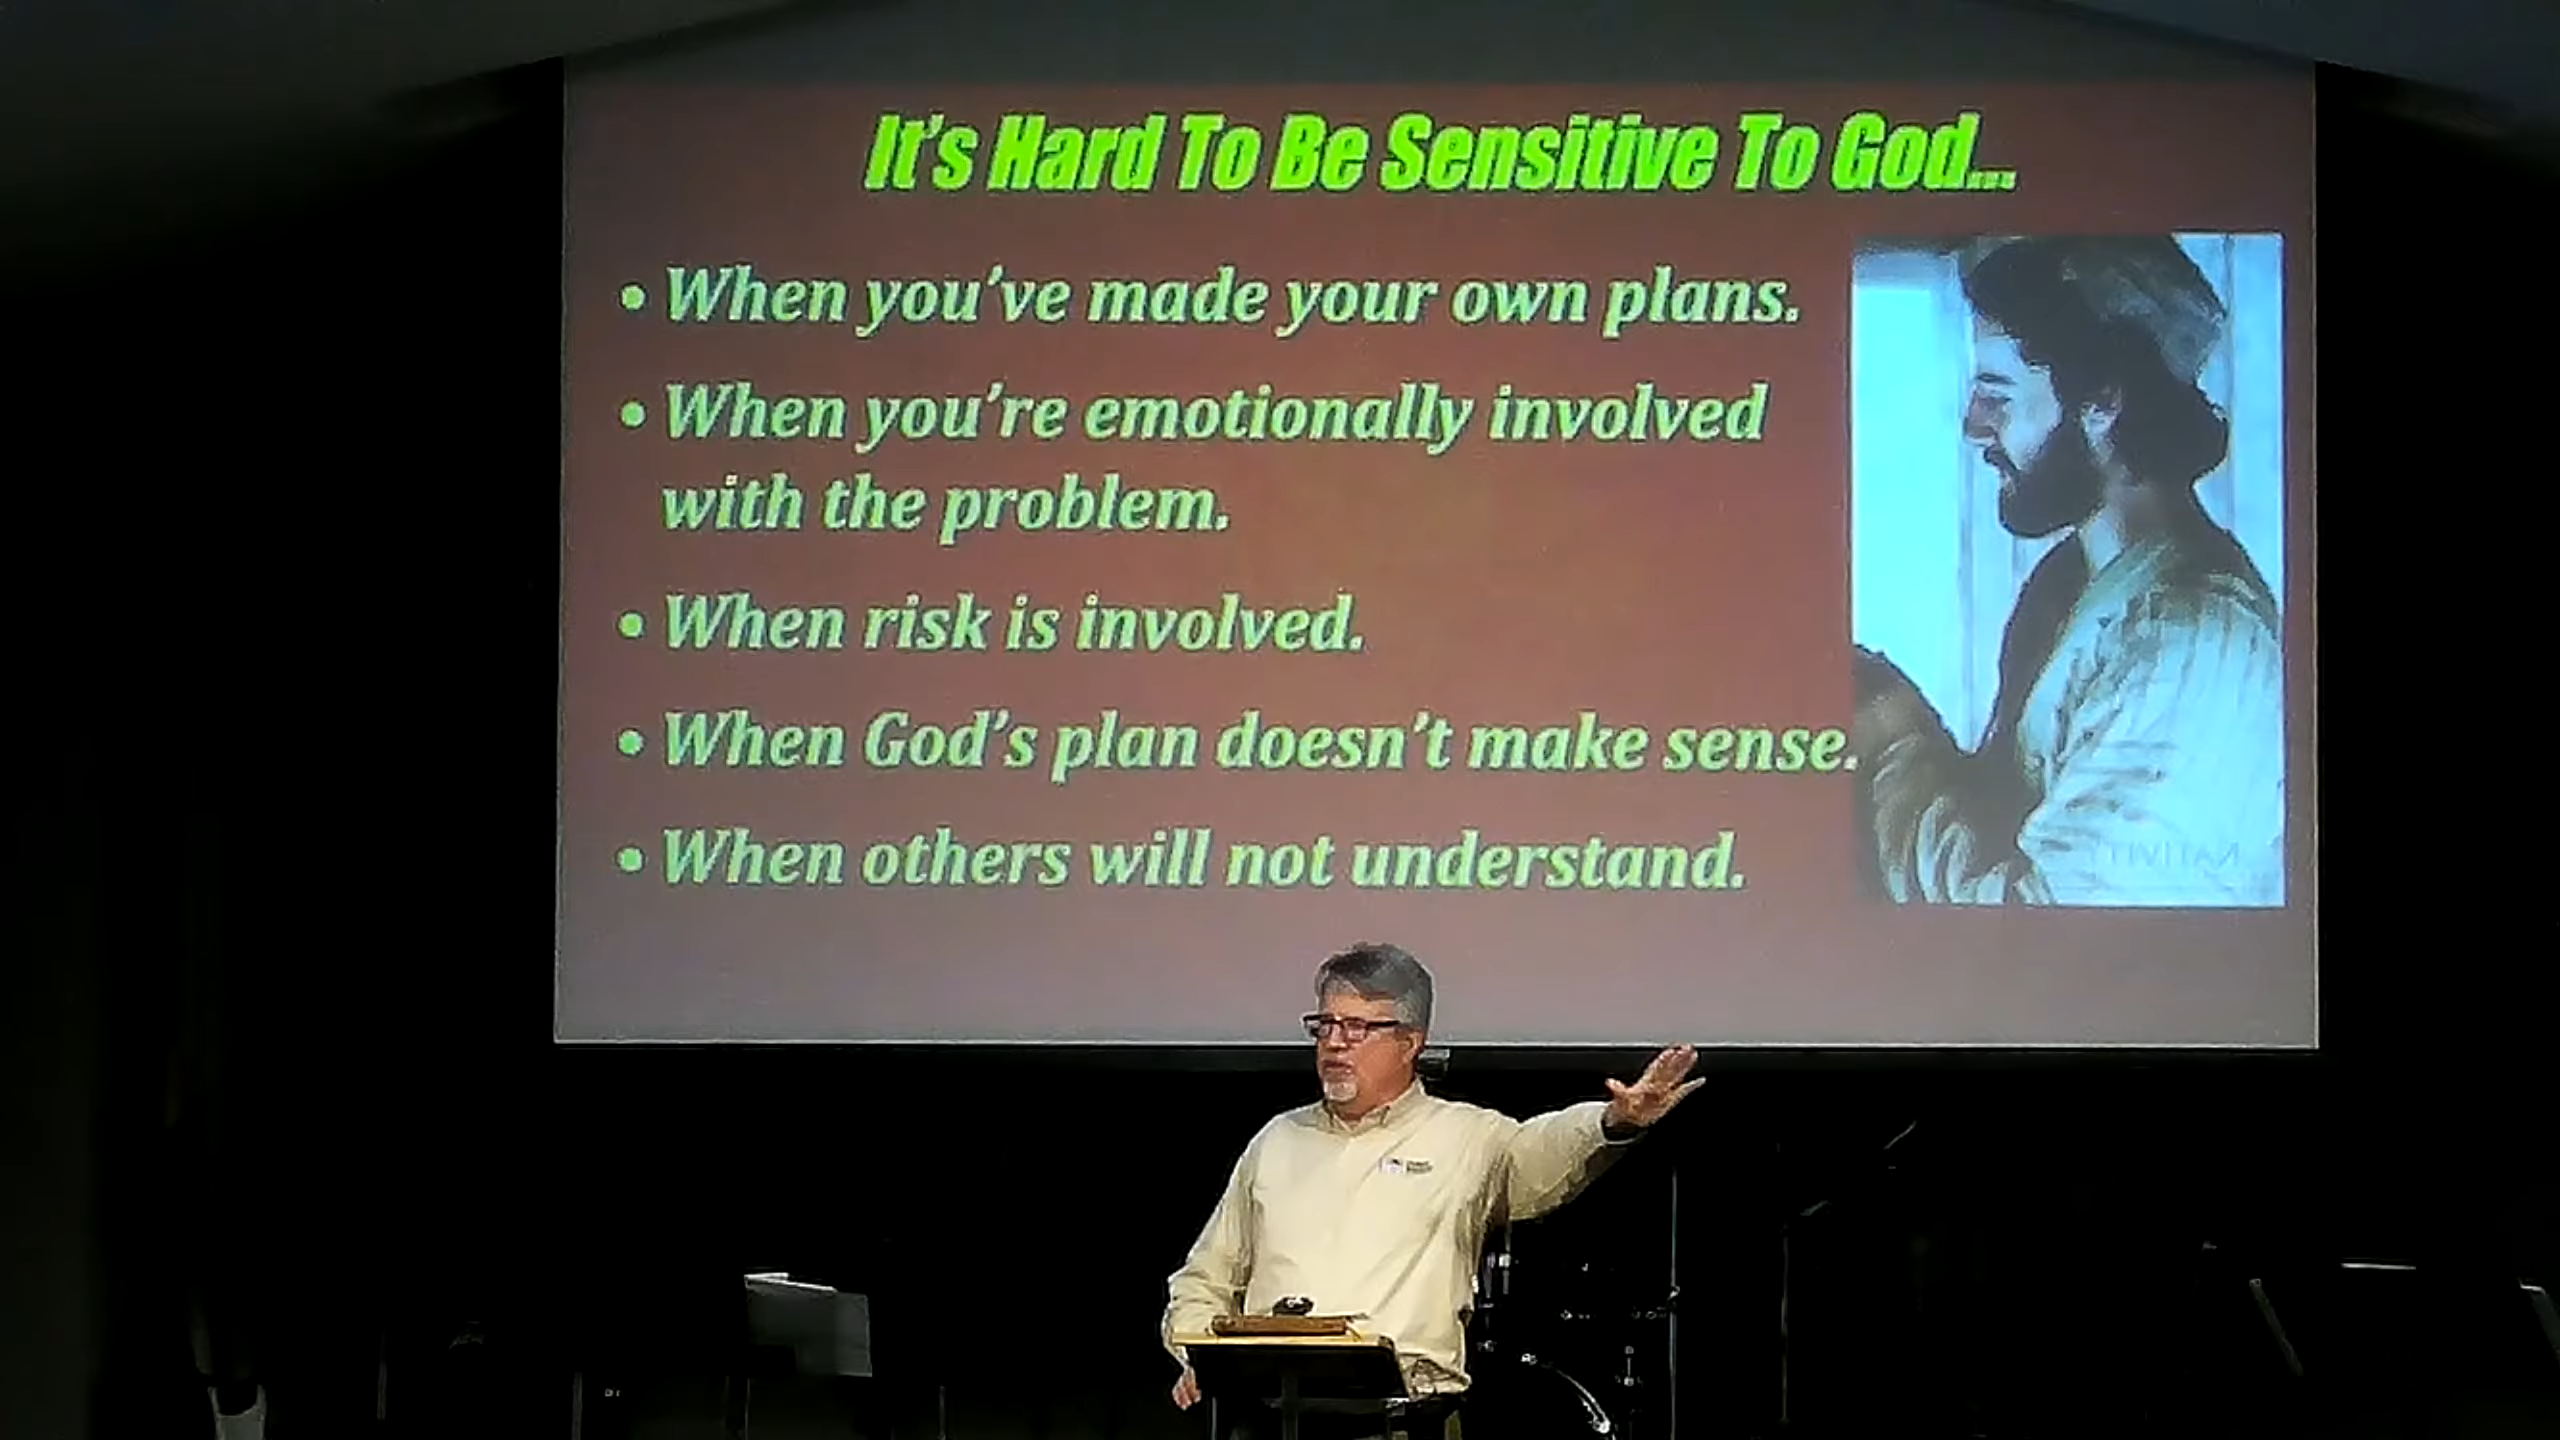 It's Hard To Be Sensitive To God...
• When you've made your own plans.
• When you're emotionally involved
with the problem.
• When risk is involved.
• When God's plan doesn't make sense.
• When others will not understand.